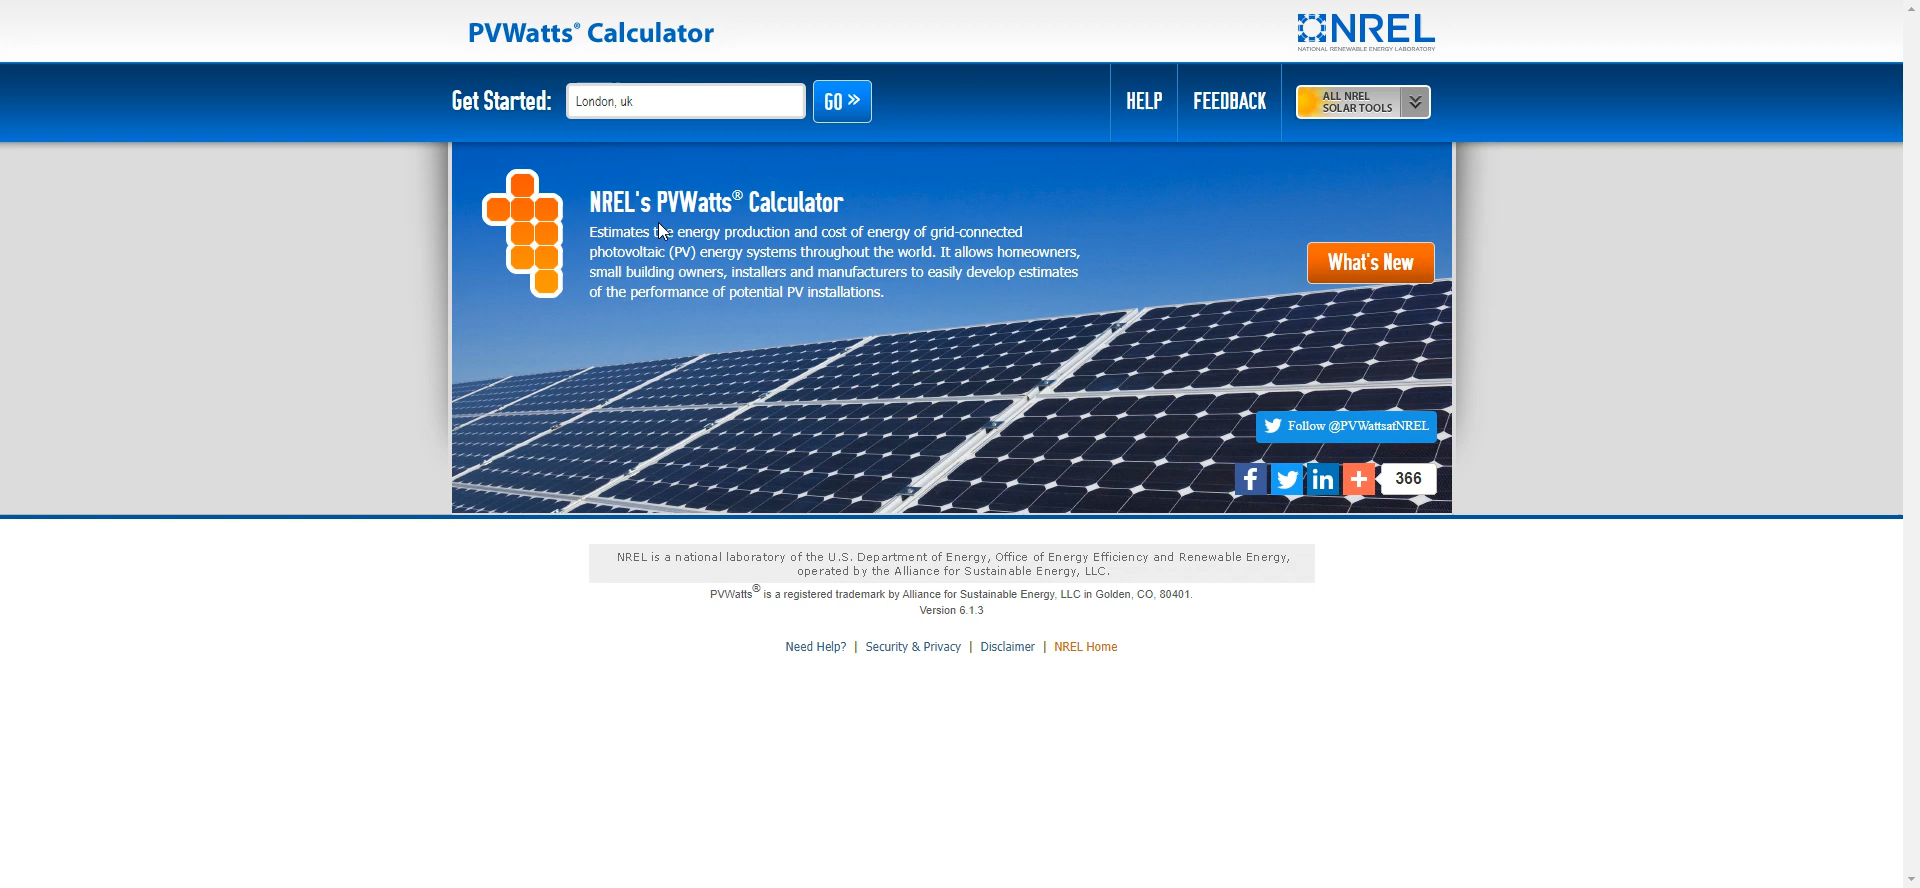 PVWatts® Calculator
NREL
NATIONAL RENEWABLE ENERGY LABORATORY
Get Started:
London, uk
GO »
HELP
FEEDBACK
ALL NREL
SOLAR TOOLS
NREL's PVWatts® Calculator
Estimates the energy production and cost of energy of grid-connected
photovoltaic (PV) energy systems throughout the world. It allows homeowners,
small building owners, installers and manufacturers to easily develop estimates
of the performance of potential PV installations.
What's New
Follow @PVWattsatNREL
366
NREL is a national laboratory of the U.S. Department of Energy, Office of Energy Efficiency and Renewable Energy,
operated by the Alliance for Sustainable Energy, LLC.
PVWatts® is a registered trademark by Alliance for Sustainable Energy, LLC in Golden, CO, 80401.
Version 6.1.3
Need Help? | Security & Privacy | Disclaimer | NREL Home